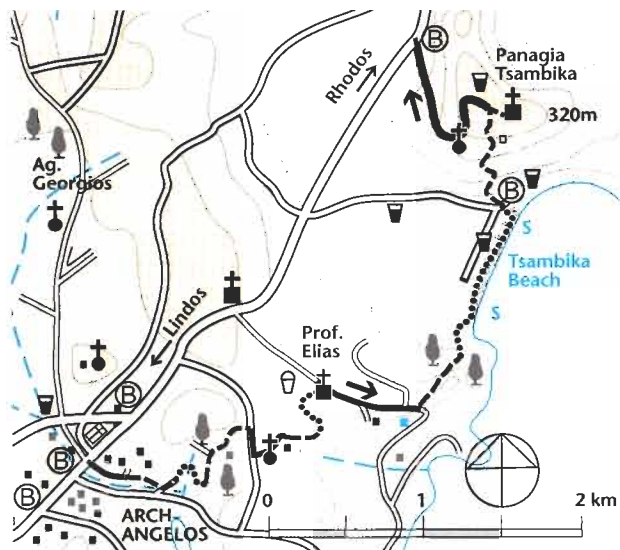 B
Panagia
Tsambika
Rhodos
320m
Ag.
Georgios
B
S
Tsambika
Beach
S
Lindos
Prof.
Elias
B
B
B
ARCH.
ANGELOS
0
1
2 km